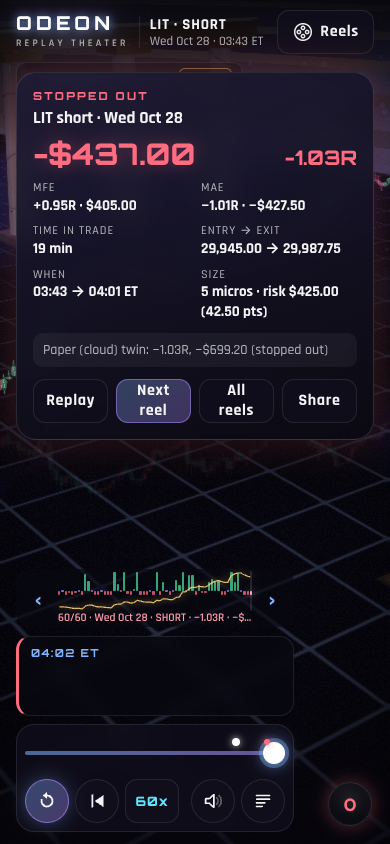 ODEON
REPLAY THEATER
LIT · SHORT
Wed Oct 28 · 03:43 ET
Reels
STOPPED OUT
LIT short · Wed Oct 28
-$437.00
-1.03R
MFE
+0.95R · $405.00
MAE
−1.01R · −$427.50
TIME IN TRADE
19 min
ENTRY → EXIT
29,945.00 → 29,987.75
WHEN
03:43 → 04:01 ET
SIZE
5 micros · risk $425.00
(42.50 pts)
Paper (cloud) twin: −1.03R, −$699.20 (stopped out)
Replay
Next
reel
All
reels
Share
‹
›
60/60 · Wed Oct 28 · SHORT · −1.03R · −$...
04:02 ET
60x
O